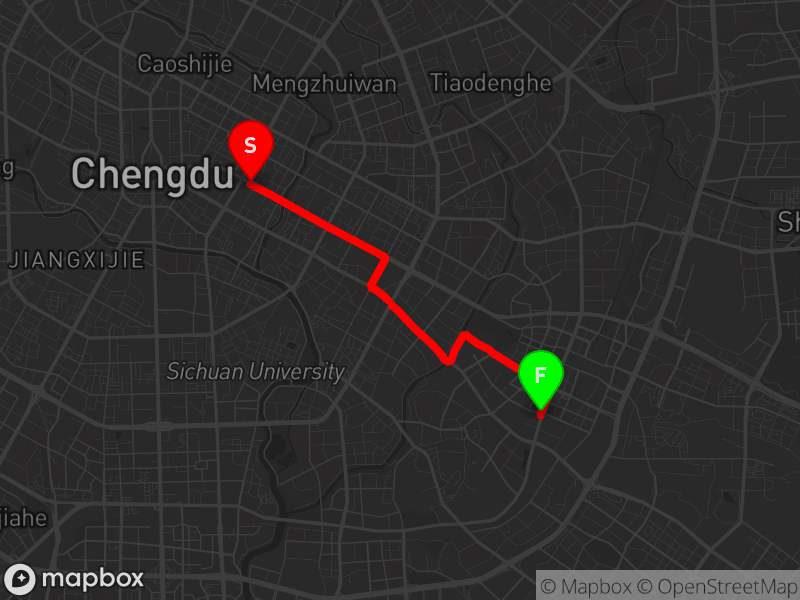 Caoshijie
Mengzhuiwan
Tiaodenghe
S
Chengdu
JIANGXIJIE
Sichuan University
F
mapbox
© Mapbox © OpenStreetMap